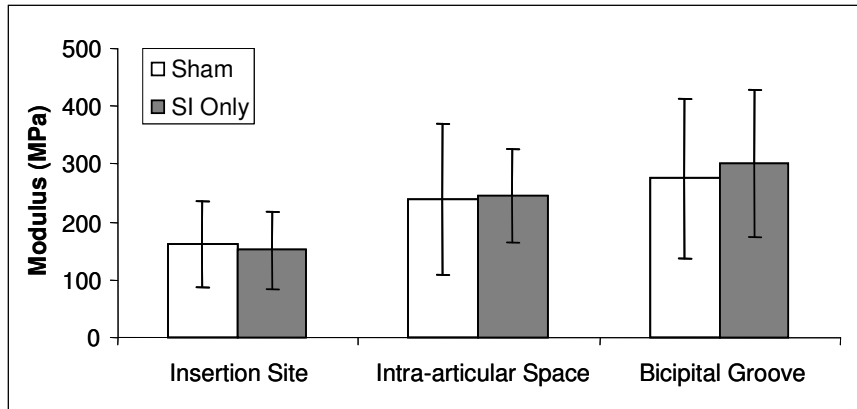 500
400
300
200
100
0
Modulus (MPa)
Sham
SI Only
Insertion Site
Intra-articular Space
Bicipital Groove